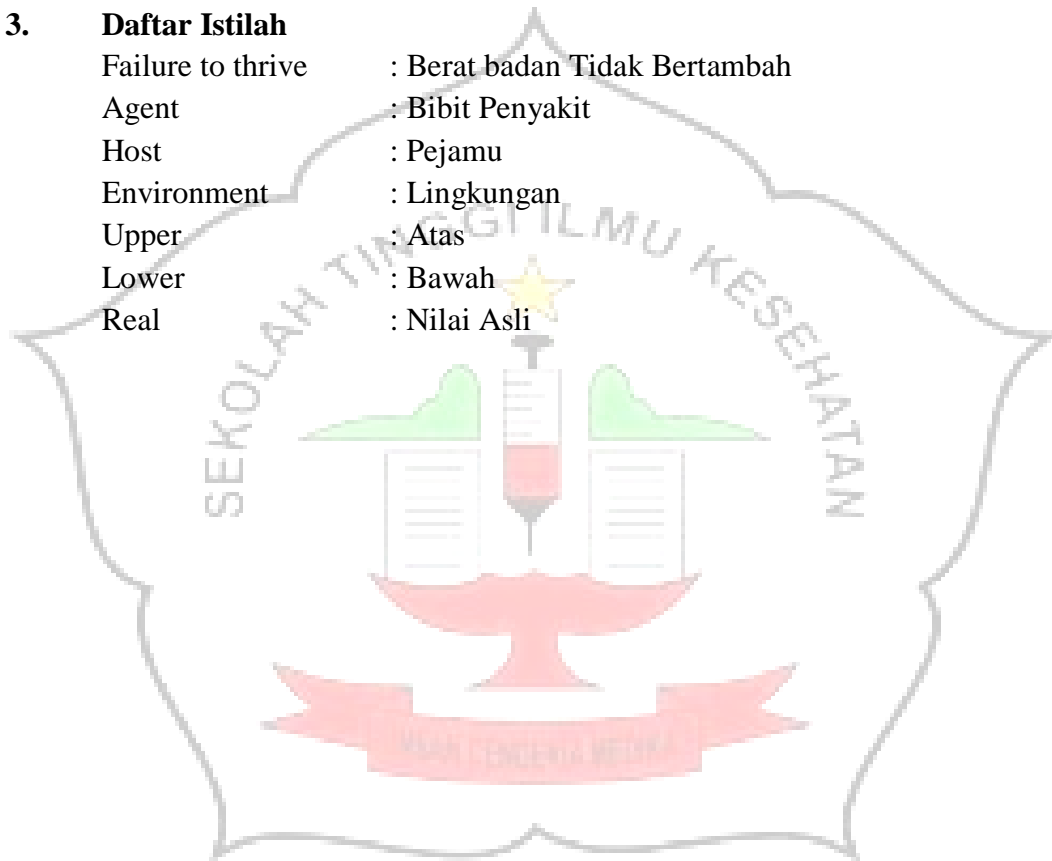 3. Daftar Istilah
Failure to thrive : Berat badan Tidak Bertambah
Agent : Bibit Penyakit
Host : Pejamu
Environment : Lingkungan
Upper : Atas
Lower : Bawah
Real : Nilai Asli
SEKOLAH TINGGI ILMU KESEHATAN